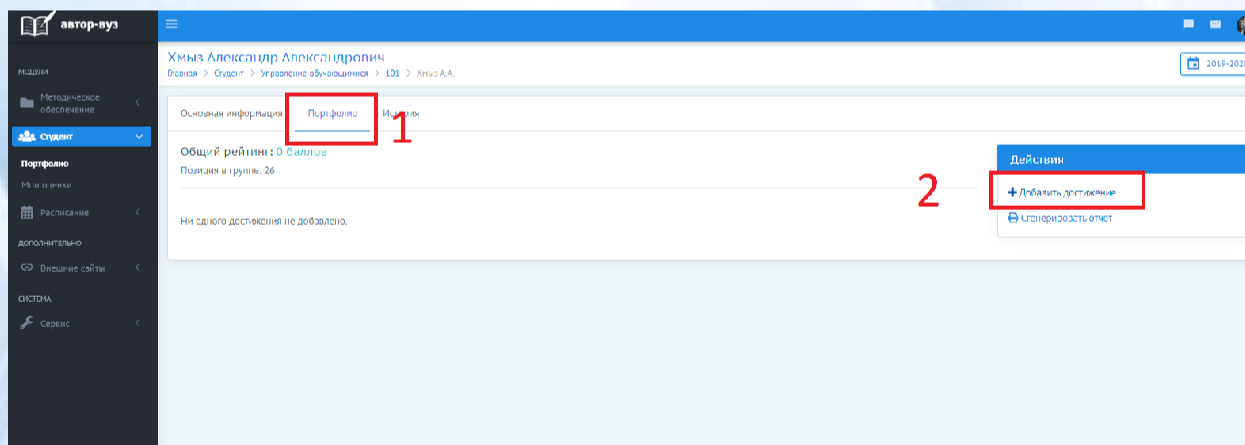 автор-вуз
МОДУЛИ
Методическое
обеспечение
Студент
Портфолио
Мои оценки
Расписание
ДОПОЛНИТЕЛЬНО
Внешние сайты
СИСТЕМА
Сервис
Хмыз Александр Александрович
Главная > Студент > Управление обучающимися > 101 > Хмыз А.А.
2019-2020
Основная информация Портфолио История
1
Общий рейтинг: 0 баллов
Позиция в группе: 26
Ни одного достижения не добавлено.
Действия
2
+ Добавить достижение
Сгенерировать отчет